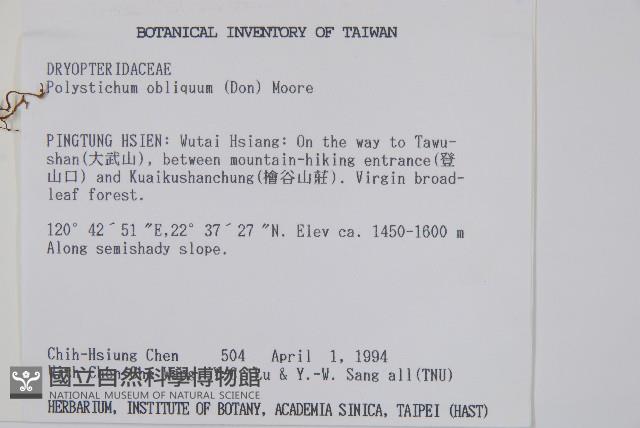 BOTANICAL INVENTORY OF TAIWAN
DRYOPTERIDACEAE
Polystichum obliquum (Don) Moore
PINGTUNG HSIEN: Wutai Hsiang: On the way to Tawu-
shan(大武山), between mountain-hiking entrance(登
山口) and Kuaikushanchung(檜谷山莊). Virgin broad-
leaf forest.
120° 42´51 ″E,22° 37´27 ″N. Elev ca. 1450-1600 m
Along semishady slope.
Chih-Hsiung Chen 504 April 1, 1994
& Y.-W. Sang all(TNU)
國立自然科學博物館
NATIONAL MUSEUM OF NATURAL SCIENCE
HERBARIUM, INSTITUTE OF BOTANY, ACADEMIA SINICA, TAIPEI (HAST)